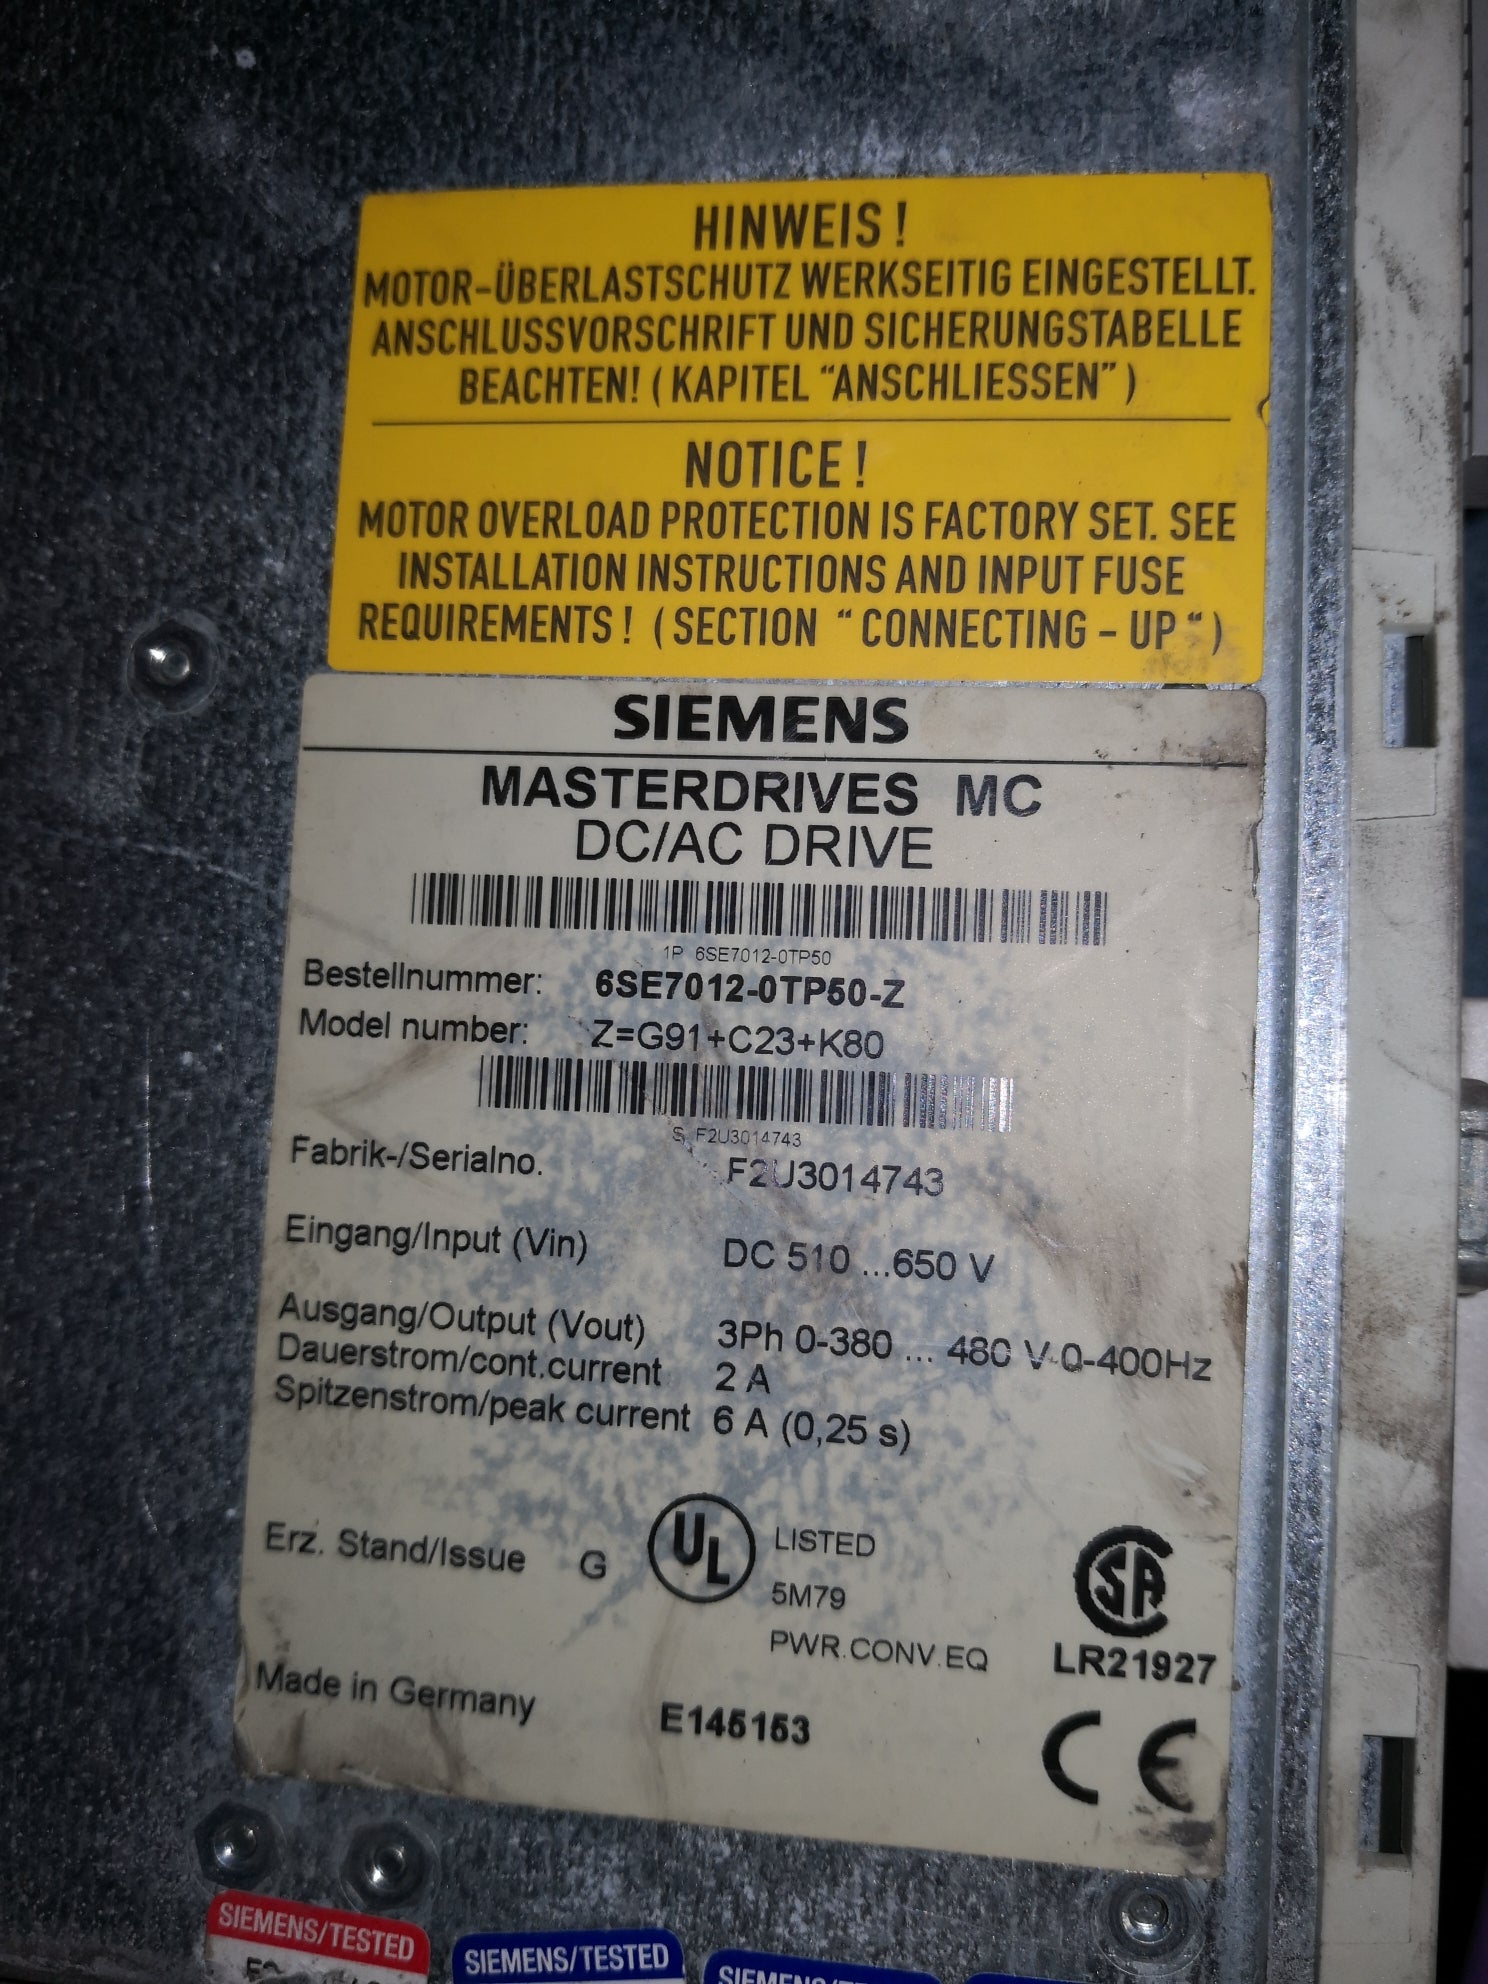 HINWEIS !
MOTOR-ÜBERLASTSCHUTZ WERKSEITIG EINGESTELLT.
ANSCHLUSSVORSCHRIFT UND SICHERUNGSTABELLE
BEACHTEN! ( KAPITEL “ANSCHLIESSEN” )
NOTICE !
MOTOR OVERLOAD PROTECTION IS FACTORY SET. SEE
INSTALLATION INSTRUCTIONS AND INPUT FUSE
REQUIREMENTS ! ( SECTION “ CONNECTING - UP “ )
SIEMENS
MASTERDRIVES MC
DC/AC DRIVE
1P 6SE7012-0TP50
Bestellnummer: 6SE7012-0TP50-Z
Model number: Z=G91+C23+K80
S F2U3014743
Fabrik-/Serialno. F2U3014743
Eingang/Input (Vin) DC 510 ...650 V
Ausgang/Output (Vout) 3Ph 0-380 ... 480 V 0-400Hz
Dauerstrom/cont.current 2 A
Spitzenstrom/peak current 6 A (0,25 s)
Erz. Stand/Issue G
UL LISTED
5M79
PWR.CONV.EQ
CSA
LR21927
Made in Germany E145153
CE
SIEMENS/TESTED
SIEMENS/TESTED
SIEMENS